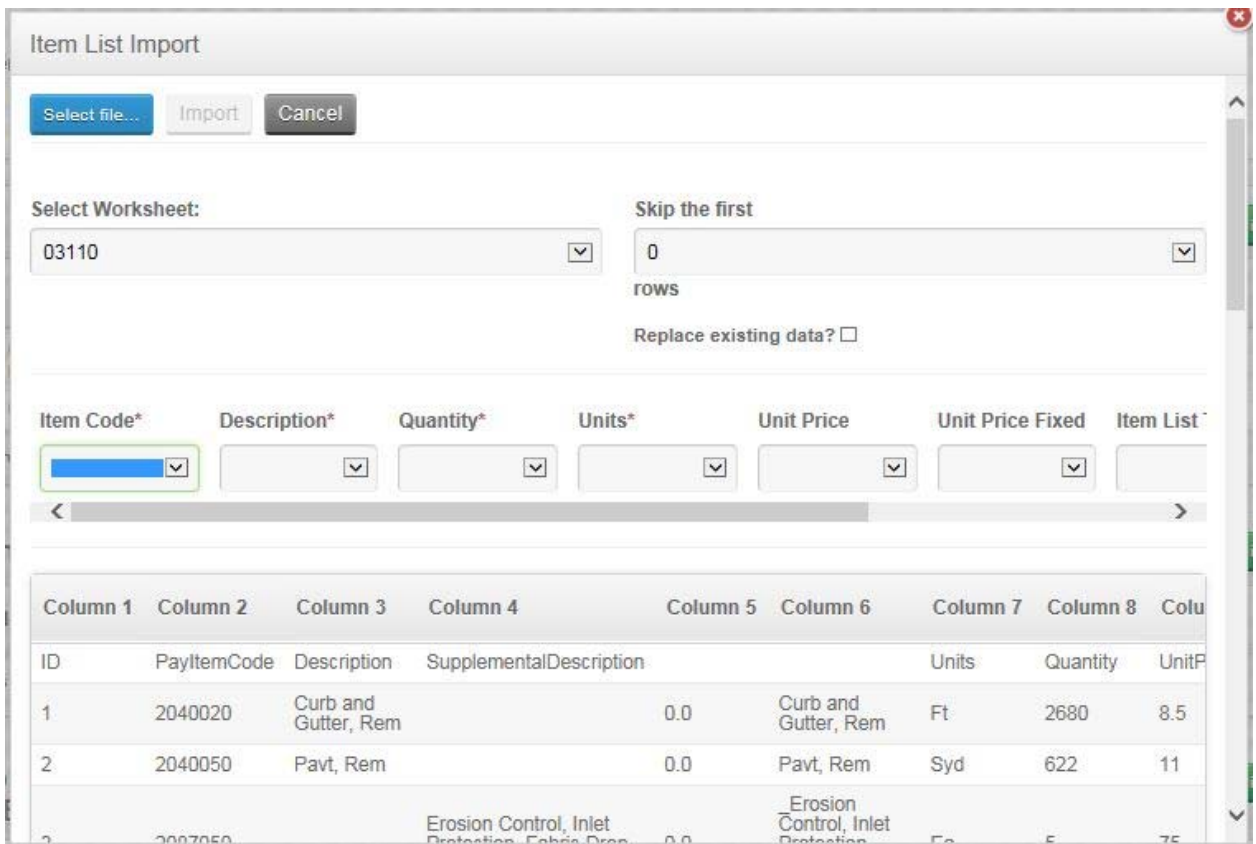 Item List Import
Select file... Import Cancel
Select Worksheet: Skip the first
03110 0
rows
Replace existing data?
Item Code* Description* Quantity* Units* Unit Price Unit Price Fixed Item List
Column 1 Column 2 Column 3 Column 4 Column 5 Column 6 Column 7 Column 8 Colu
ID PayItemCode Description SupplementalDescription Units Quantity UnitP
1 2040020 Curb and Gutter, Rem 0.0 Curb and Gutter, Rem Ft 2680 8.5
2 2040050 Pavt, Rem 0.0 Pavt, Rem Syd 622 11
_Erosion
Erosion Control, Inlet Control, Inlet